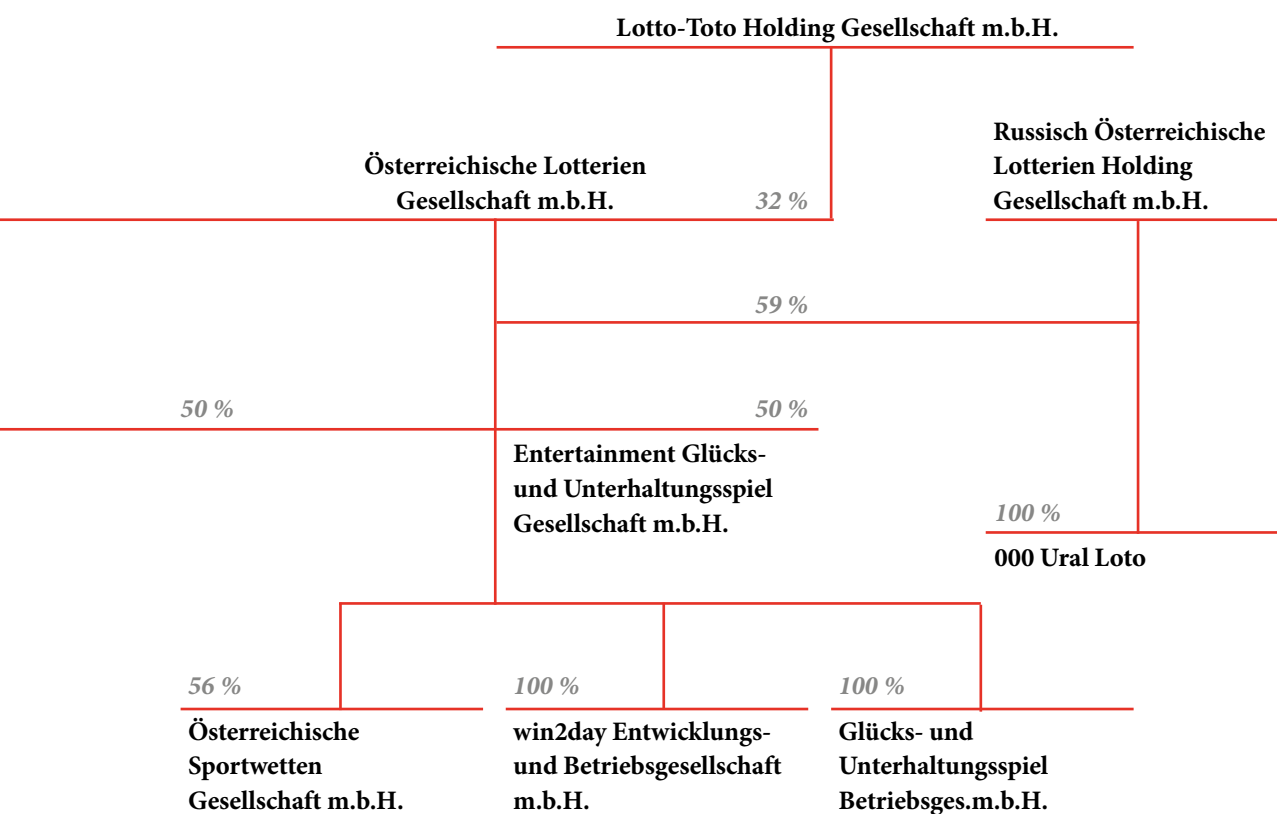 Lotto-Toto Holding Gesellschaft m.b.H.
Russisch Österreichische
Lotterien Holding
Gesellschaft m.b.H.
Österreichische Lotterien
Gesellschaft m.b.H.
32 %
59 %
50 %
50 %
Entertainment Glücks-
und Unterhaltungsspiel
Gesellschaft m.b.H.
100 %
000 Ural Loto
56 %
Österreichische
Sportwetten
Gesellschaft m.b.H.
100 %
win2day Entwicklungs-
und Betriebsgesellschaft
m.b.H.
100 %
Glücks- und
Unterhaltungsspiel
Betriebsges.m.b.H.